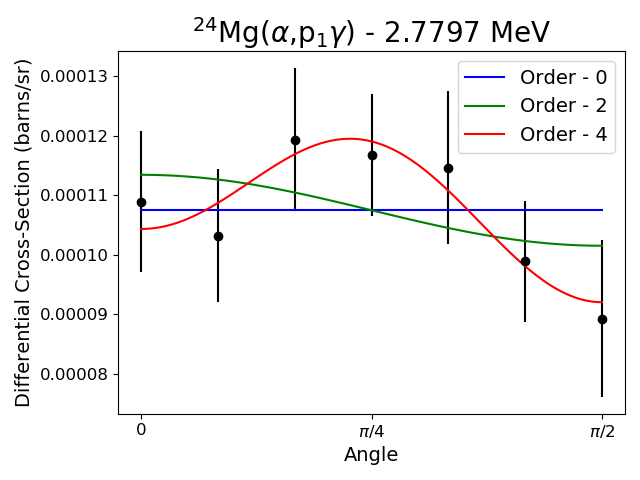 ²⁴Mg(α,p₁γ) - 2.7797 MeV
Differential Cross-Section (barns/sr)
0.00013
0.00012
0.00011
0.00010
0.00009
0.00008
Order - 0
Order - 2
Order - 4
0
π/4
π/2
Angle